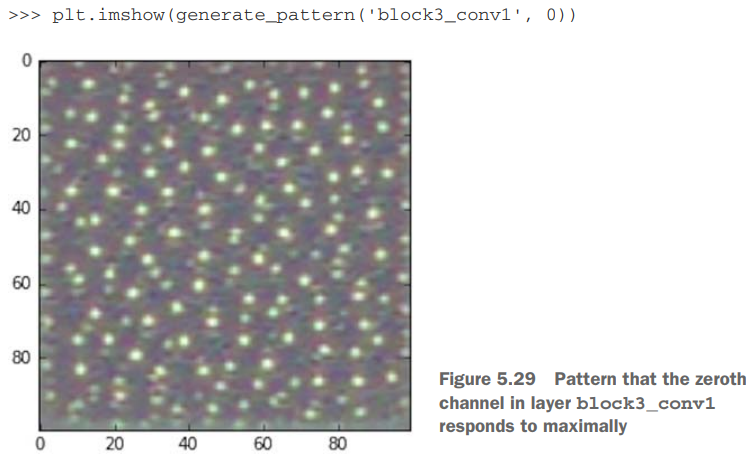 >>> plt.imshow(generate_pattern('block3_conv1', 0))
0
20
40
60
80
0 20 40 60 80
Figure 5.29 Pattern that the zeroth
channel in layer block3_conv1
responds to maximally